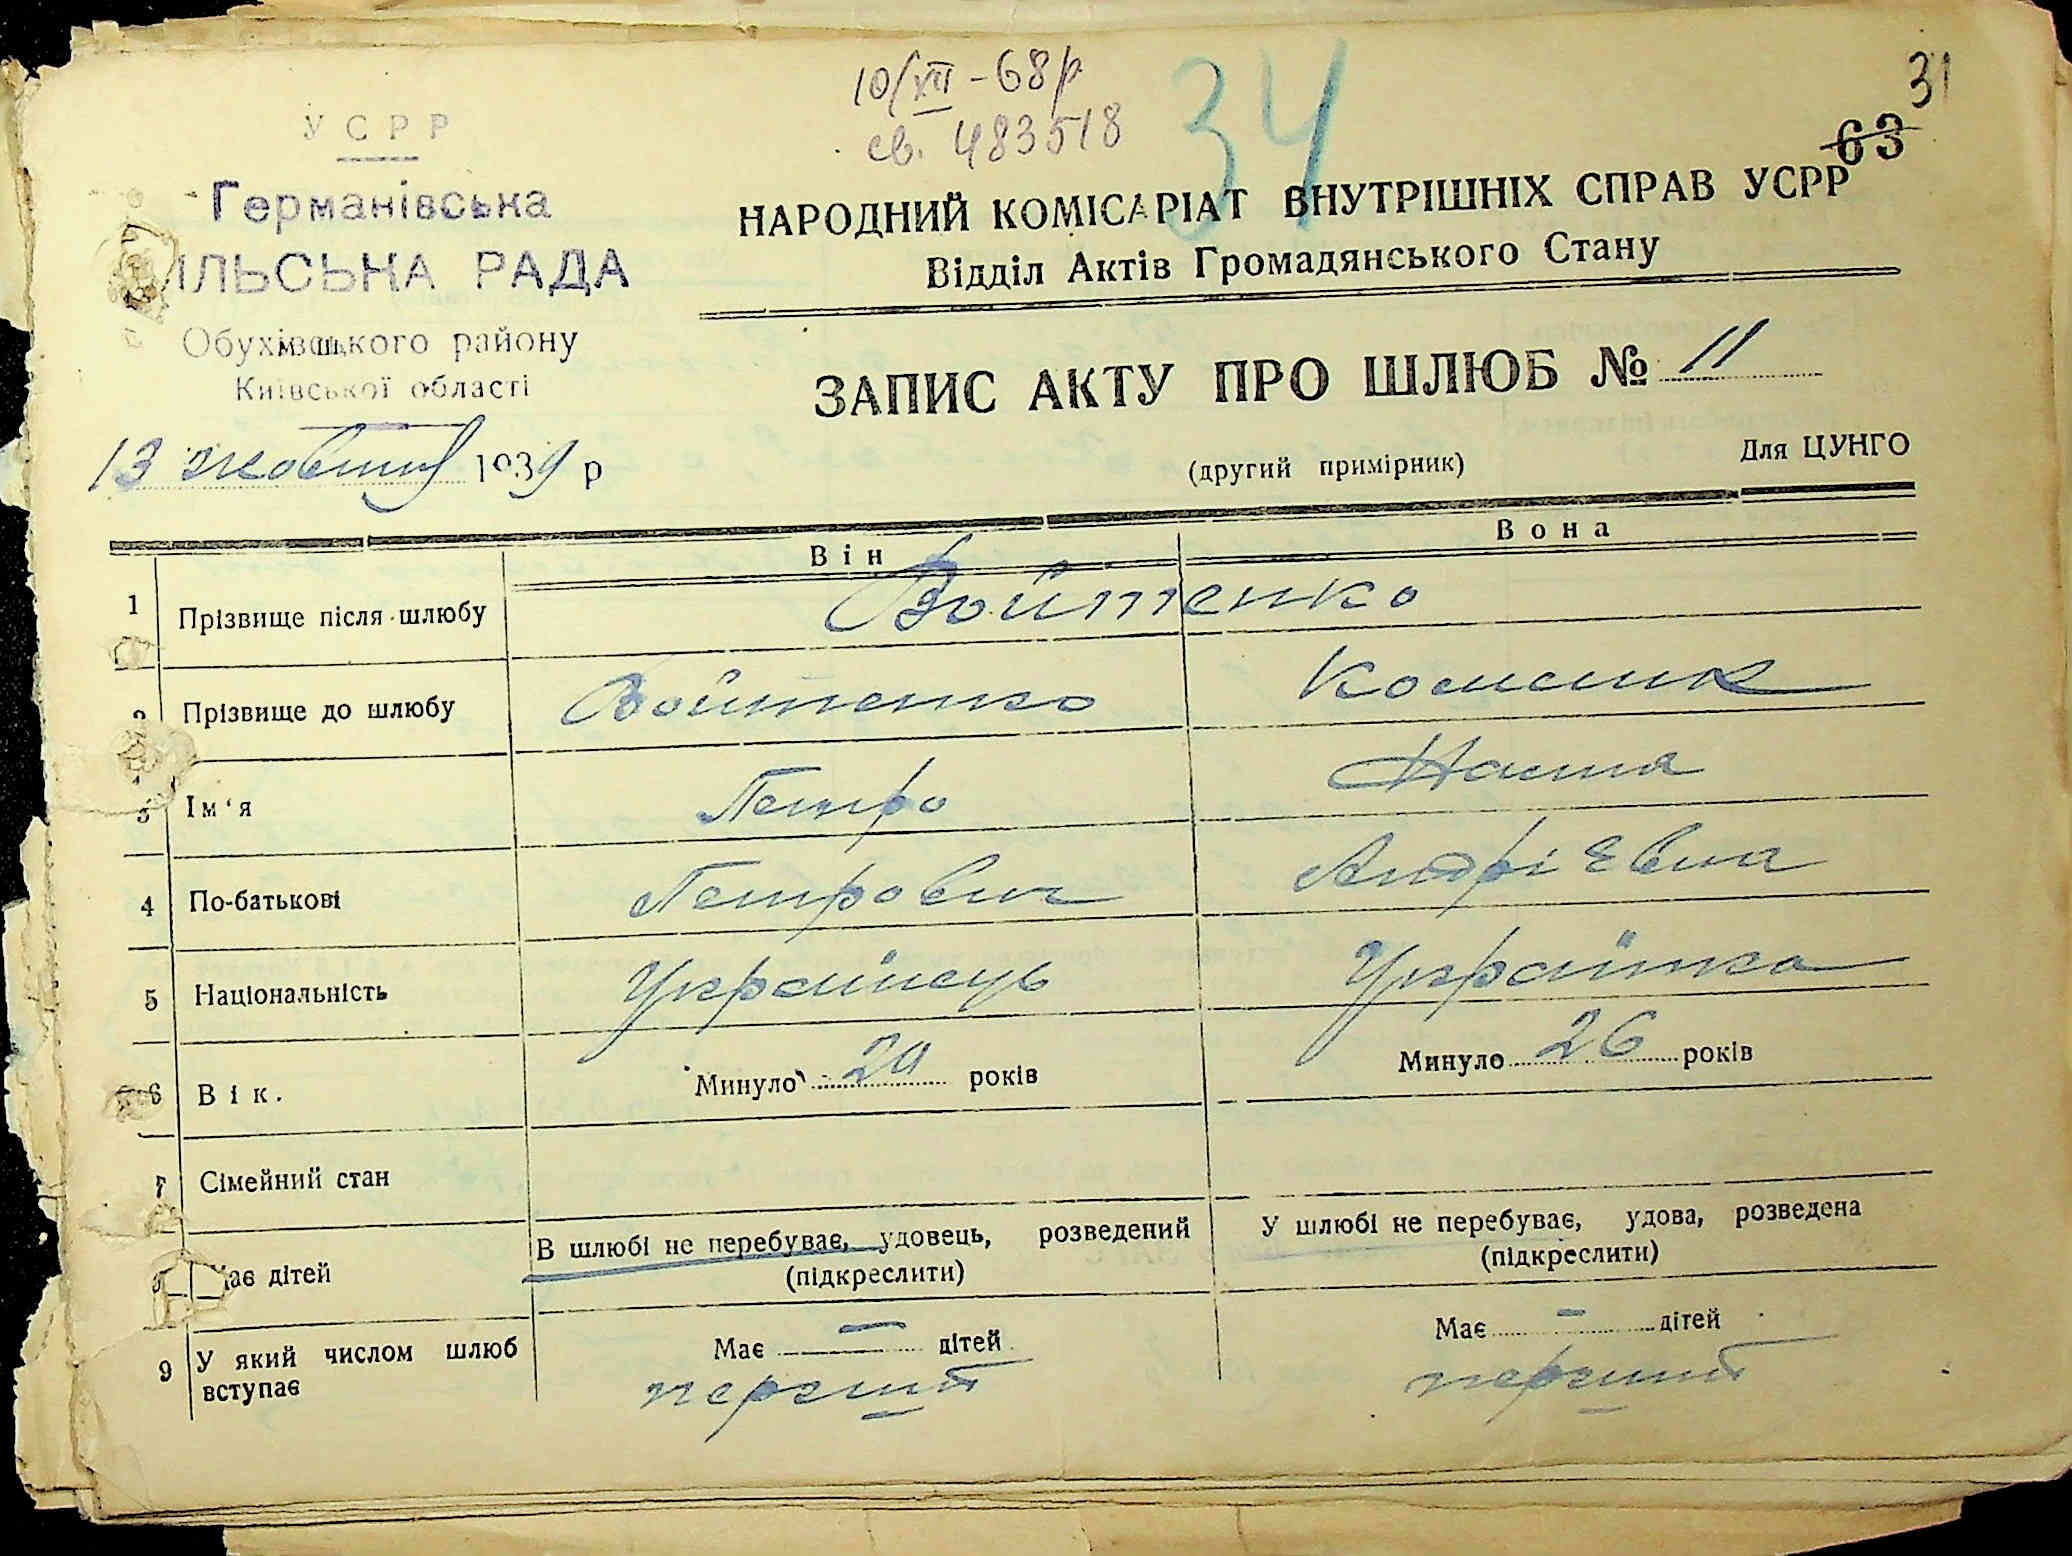 31
10/XII - 68 р
св. 483518
34
63
УСРР
Германівська
ІЛЬСЬКА РАДА
Обухівського району
Київської області
13 жовтня 1939 р
НАРОДНИЙ КОМІСАРІАТ ВНУТРІШНІХ СПРАВ УСРР
Відділ Актів Громадянського Стану
ЗАПИС АКТУ ПРО ШЛЮБ № 11
(другий примірник)
Для ЦУНГО
Він Вона
1 Прізвище після шлюбу Войтенко
2 Прізвище до шлюбу Войтенко
3 Ім'я Петро Настя
4 По-батькові Петрович Андрієвна
5 Національність Українець Українка
6 Вік. Минуло років Минуло 26 років
7 Сімейний стан
В шлюбі не перебуває, удовець, розведений У шлюбі не перебуває, удова, розведена
(підкреслити) (підкреслити)
8 має дітей
Має — дітей Має — дітей
9 У який числом шлюб
вступає
перший перший